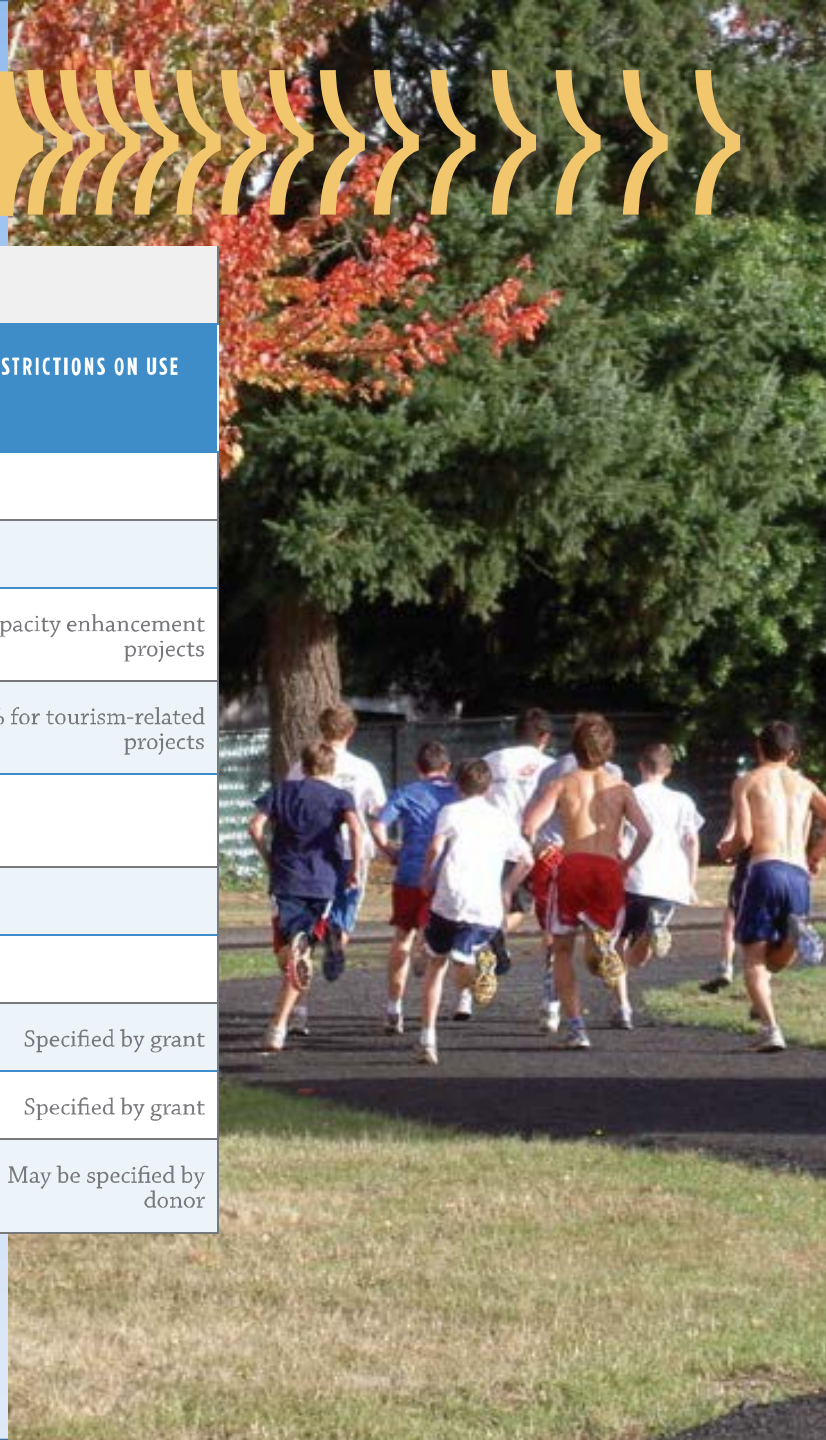 STRICTIONS ON USE
pacity enhancement
projects
for tourism-related
projects
Specified by grant
Specified by grant
May be specified by
donor